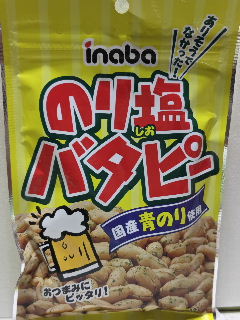 inaba
ありそうで
なかった!
のり塩
じお
バタピー
国産青のり使用
おつまみに
ピッタリ!